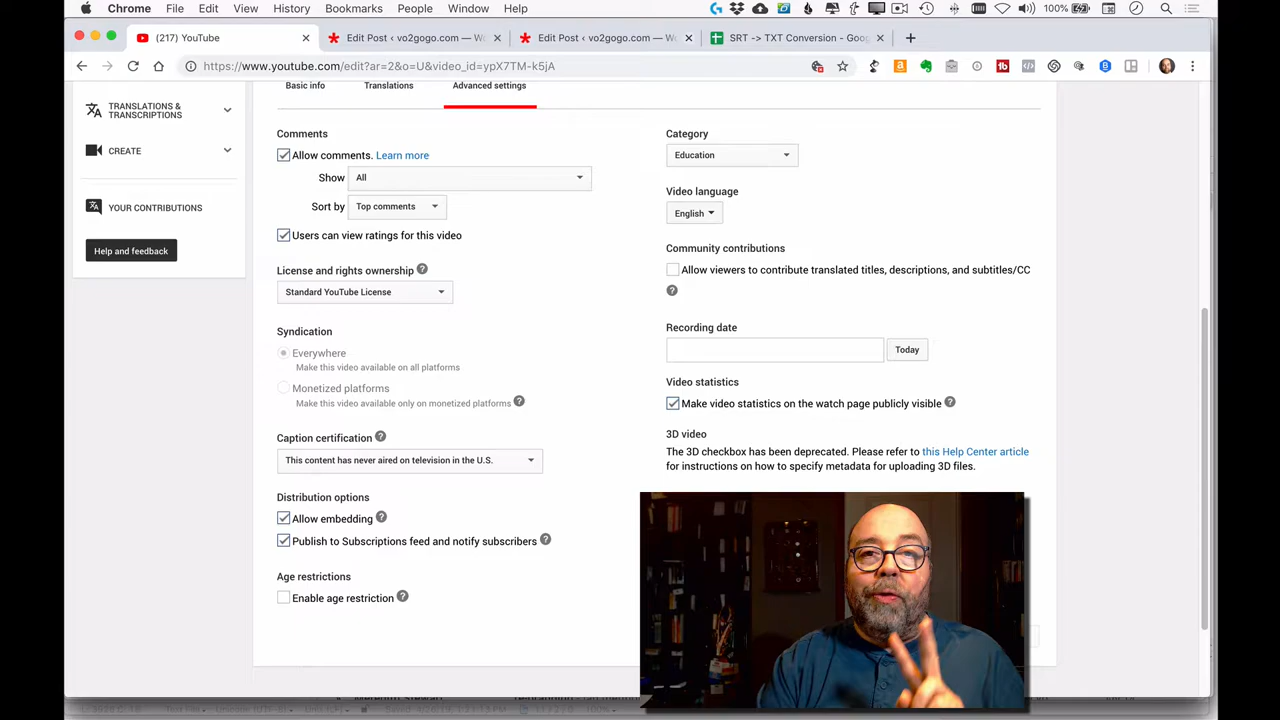 Chrome File Edit View History Bookmarks People Window Help 100%
(217) YouTube
Edit Post ‹ vo2gogo.com — W
Edit Post ‹ vo2gogo.com — W
SRT -> TXT Conversion - Goog
https://www.youtube.com/edit?ar=2&o=U&video_id=ypX7TM-k5jA
Basic info
Translations
Advanced settings
TRANSLATIONS &
TRANSCRIPTIONS
CREATE
YOUR CONTRIBUTIONS
Help and feedback
Comments
Allow comments. Learn more
Show All
Sort by Top comments
Users can view ratings for this video
License and rights ownership ?
Standard YouTube License
Syndication
Everywhere
Make this video available on all platforms
Monetized platforms
Make this video available only on monetized platforms ?
Caption certification ?
This content has never aired on television in the U.S.
Distribution options
Allow embedding ?
Publish to Subscriptions feed and notify subscribers ?
Age restrictions
Enable age restriction ?
Category
Education
Video language
English
Community contributions
Allow viewers to contribute translated titles, descriptions, and subtitles/CC
?
Recording date
Today
Video statistics
Make video statistics on the watch page publicly visible ?
3D video
The 3D checkbox has been deprecated. Please refer to this Help Center article
for instructions on how to specify metadata for uploading 3D files.